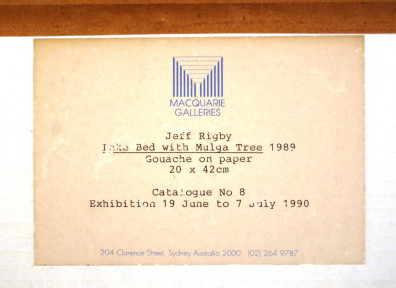 MACQUARIE
GALLERIES
Jeff Rigby
Lake Bed with Mulga Tree 1989
Gouache on paper
20 x 42cm
Catalogue No 8
Exhibition 19 June to 7 July 1990
204 Clarence Street, Sydney Australia 2000 (02) 264 9787